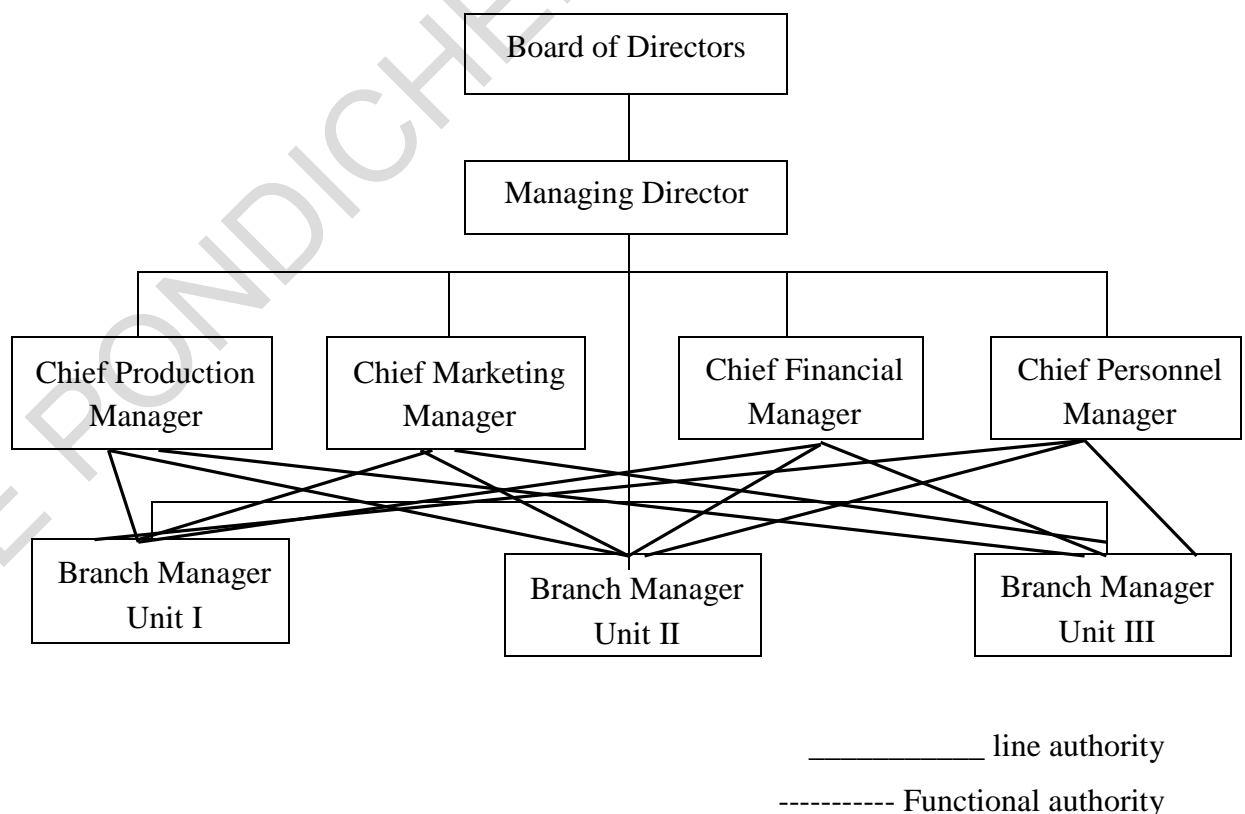 Board of Directors
Managing Director
Chief Production
Manager
Chief Marketing
Manager
Chief Financial
Manager
Chief Personnel
Manager
Branch Manager
Unit I
Branch Manager
Unit II
Branch Manager
Unit III
___________ line authority
----------- Functional authority
E PONDICHE